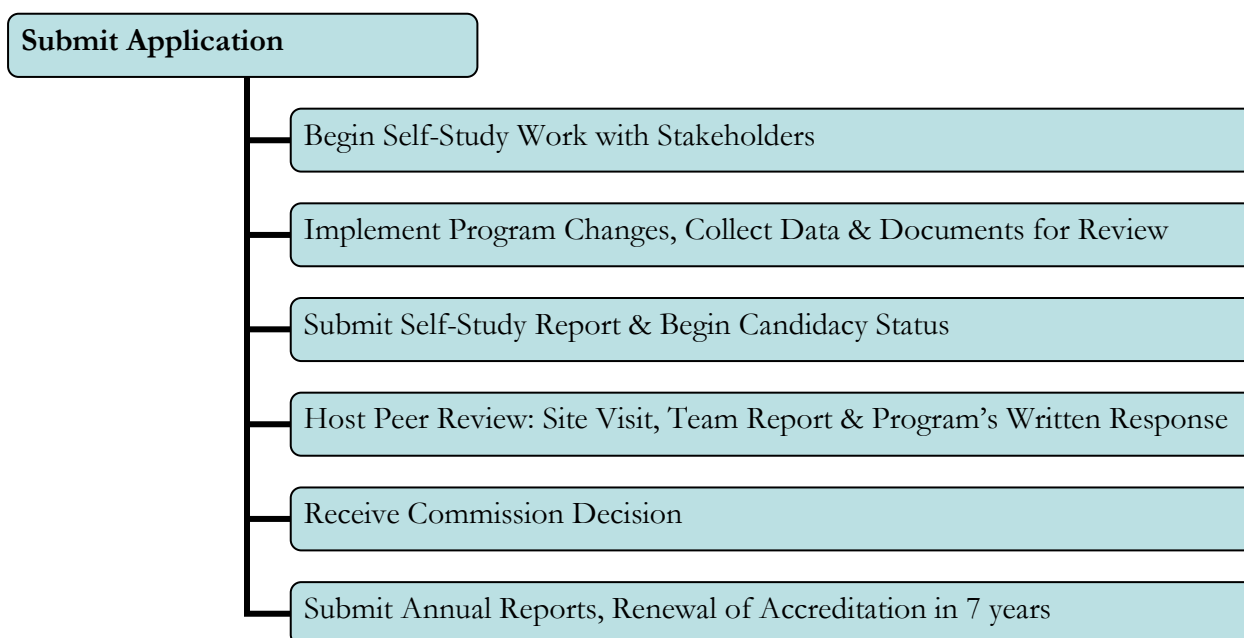 Submit Application
Begin Self-Study Work with Stakeholders
Implement Program Changes, Collect Data & Documents for Review
Submit Self-Study Report & Begin Candidacy Status
Host Peer Review: Site Visit, Team Report & Program’s Written Response
Receive Commission Decision
Submit Annual Reports, Renewal of Accreditation in 7 years